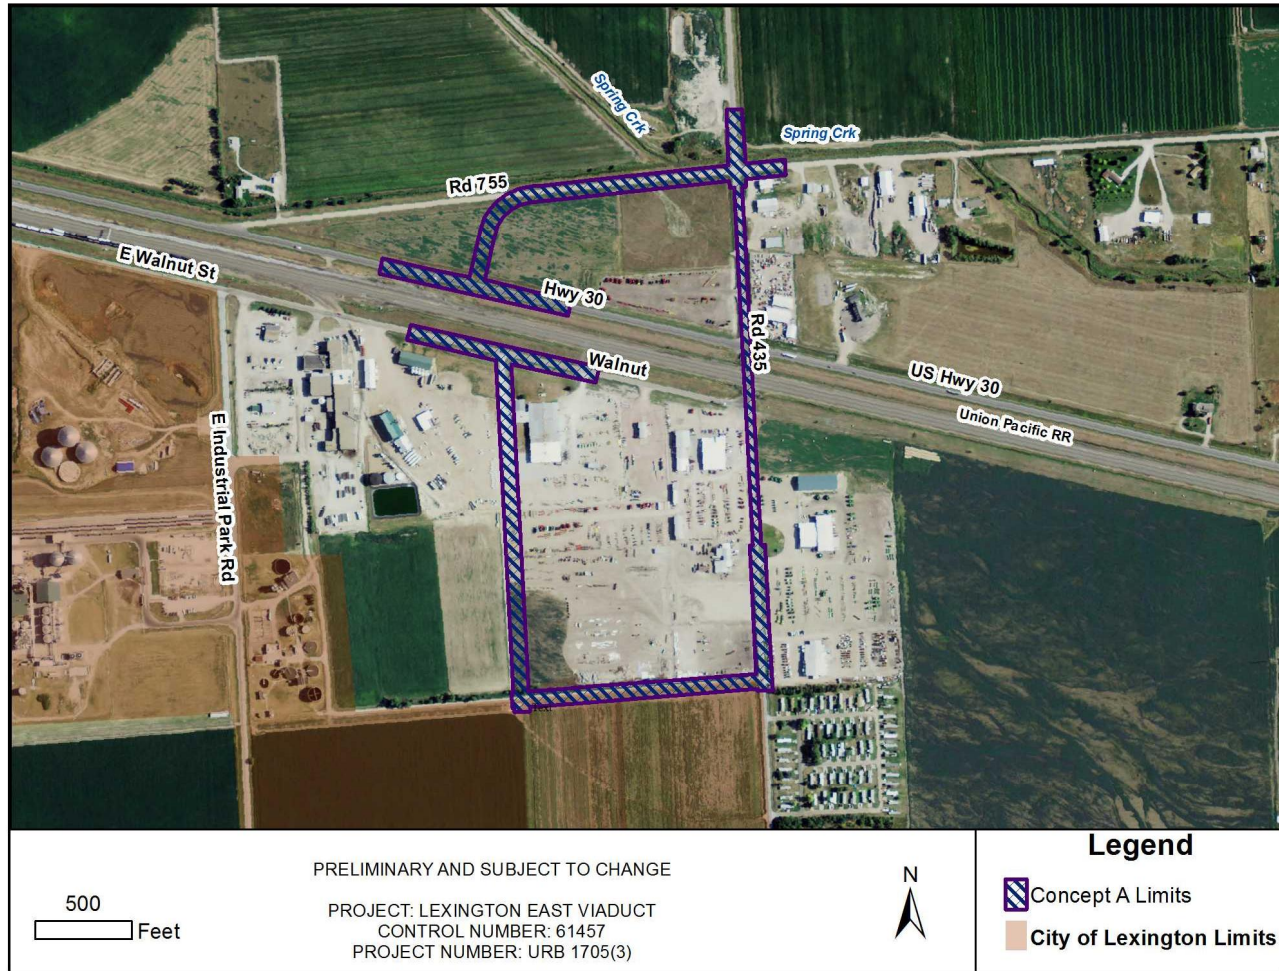 Spring Crk
Spring Crk
Rd 755
E Walnut St
Hwy 30
Walnut
Rd 435
US Hwy 30
Union Pacific RR
E Industrial Park Rd
500
Feet
PRELIMINARY AND SUBJECT TO CHANGE
PROJECT: LEXINGTON EAST VIADUCT
CONTROL NUMBER: 61457
PROJECT NUMBER: URB 1705(3)
N
Legend
Concept A Limits
City of Lexington Limits